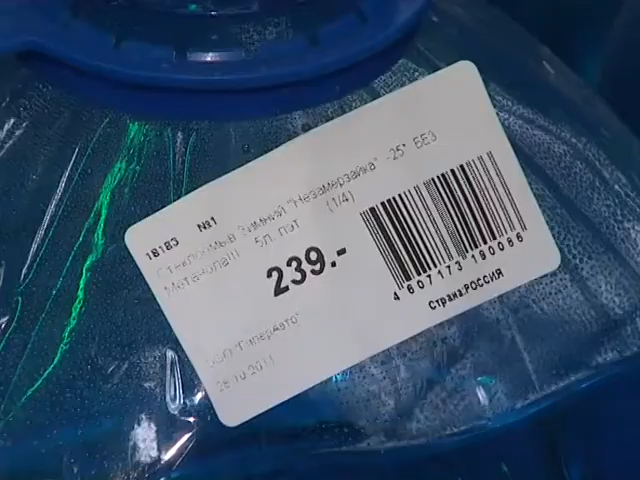 18183 №1
Стеклоомыв Зимний "Незамерзайка" -25° БЕЗ
Метанола!!! 5л. пэт (1/4)
239.-
4 607173 190086
Страна:РОССИЯ
ООО "ГиперАвто"
28.10.2011